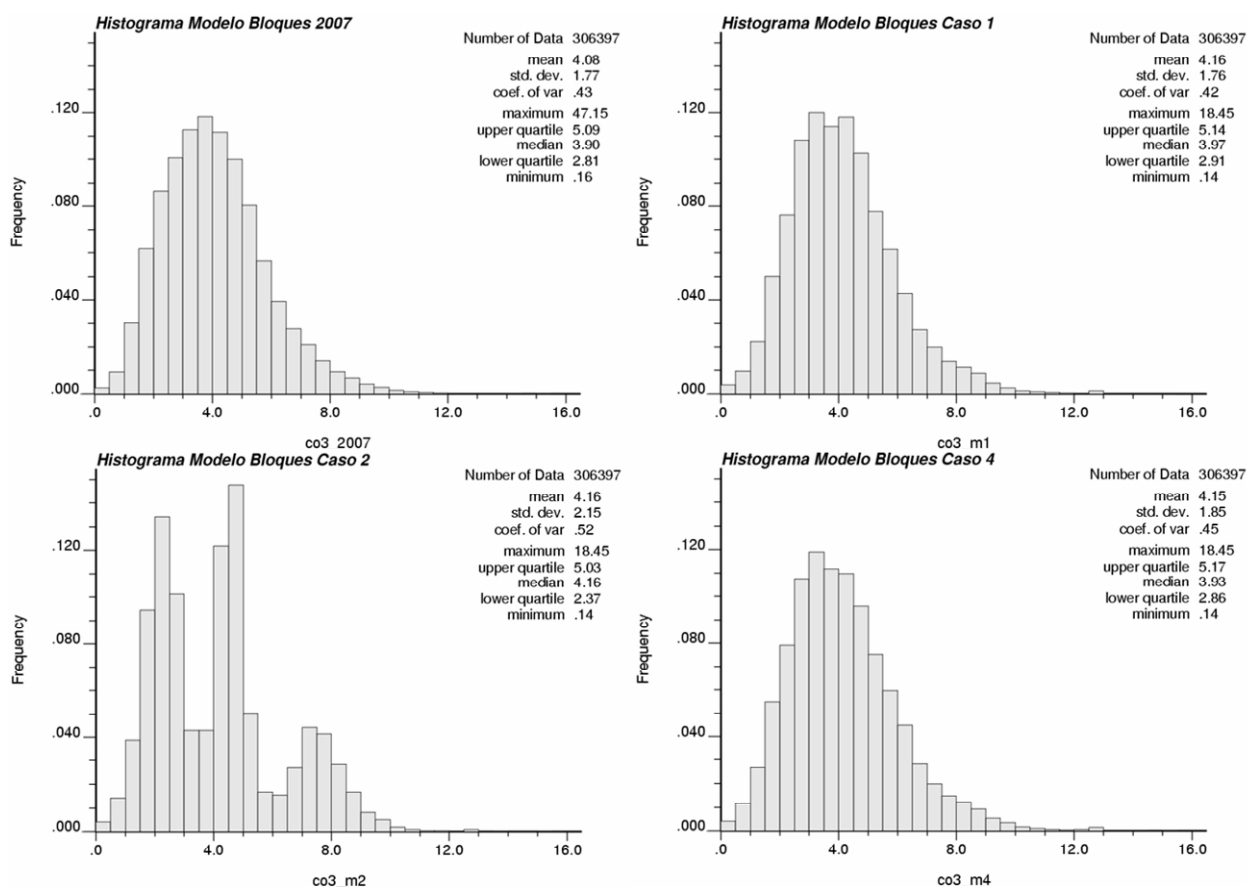 Histograma Modelo Bloques 2007
Number of Data 306397
mean 4.08
std. dev. 1.77
coef. of var .43
maximum 47.15
upper quartile 5.09
median 3.90
lower quartile 2.81
minimum .16
Frequency
.120
.080
.040
.000
.0 4.0 8.0 12.0 16.0
co3_2007
Histograma Modelo Bloques Caso 1
Number of Data 306397
mean 4.16
std. dev. 1.76
coef. of var .42
maximum 18.45
upper quartile 5.14
median 3.97
lower quartile 2.91
minimum .14
Frequency
.120
.080
.040
.000
.0 4.0 8.0 12.0 16.0
co3_m1
Histograma Modelo Bloques Caso 2
Number of Data 306397
mean 4.16
std. dev. 2.15
coef. of var .52
maximum 18.45
upper quartile 5.03
median 4.16
lower quartile 2.37
minimum .14
Frequency
.120
.080
.040
.000
.0 4.0 8.0 12.0 16.0
co3_m2
Histograma Modelo Bloques Caso 4
Number of Data 306397
mean 4.15
std. dev. 1.85
coef. of var .45
maximum 18.45
upper quartile 5.17
median 3.93
lower quartile 2.86
minimum .14
Frequency
.120
.080
.040
.000
.0 4.0 8.0 12.0 16.0
co3_m4